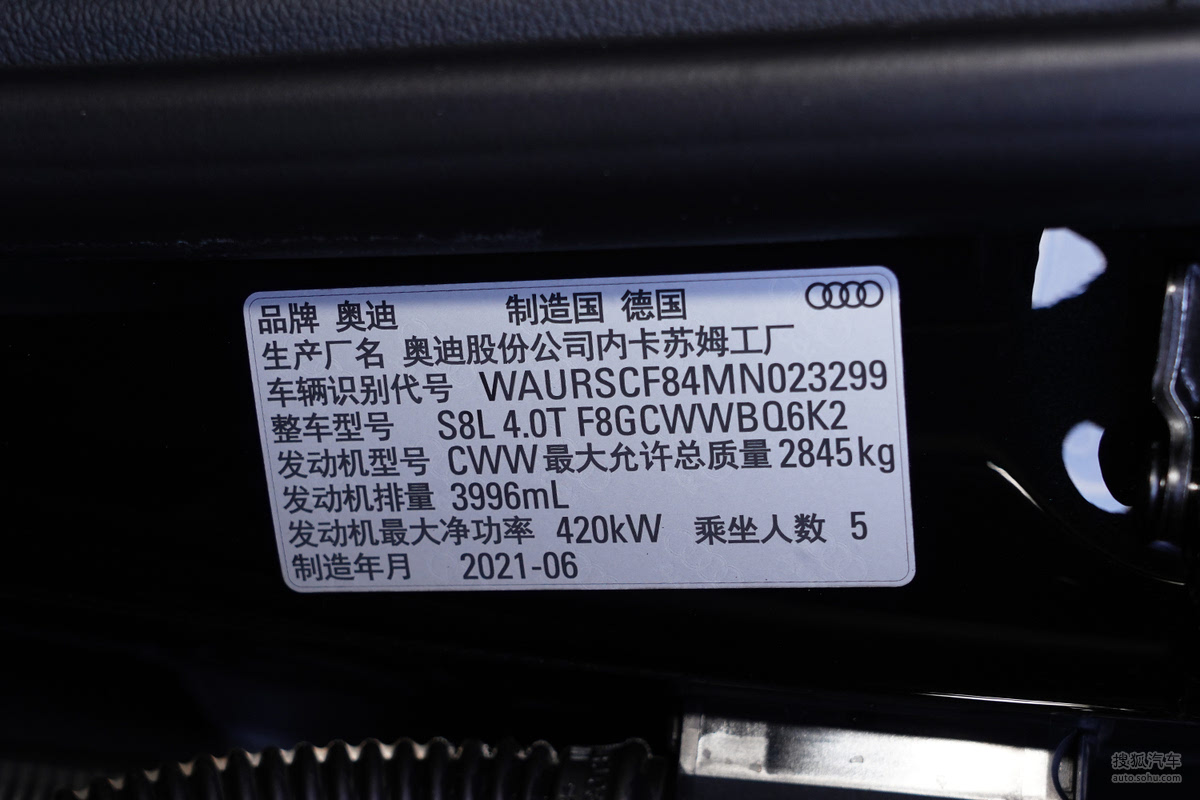 品牌 奥迪 制造国 德国
生产厂名 奥迪股份公司内卡苏姆工厂
车辆识别代号 WAURSCF84MN023299
整车型号 S8L 4.0T F8GCWWBQ6K2
发动机型号 CWW 最大允许总质量 2845kg
发动机排量 3996mL
发动机最大净功率 420kW 乘坐人数 5
制造年月 2021-06
搜狐汽车
auto.sohu.com